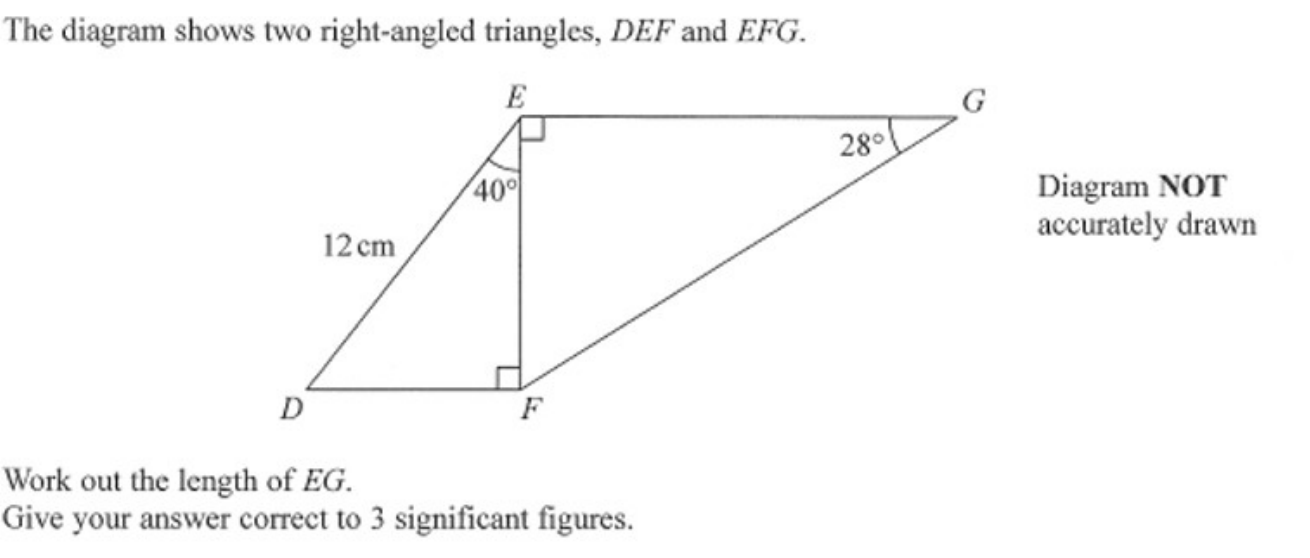 The diagram shows two right-angled triangles, DEF and EFG.
E
G
28°
40°
Diagram NOT
accurately drawn
12 cm
D
F
Work out the length of EG.
Give your answer correct to 3 significant figures.